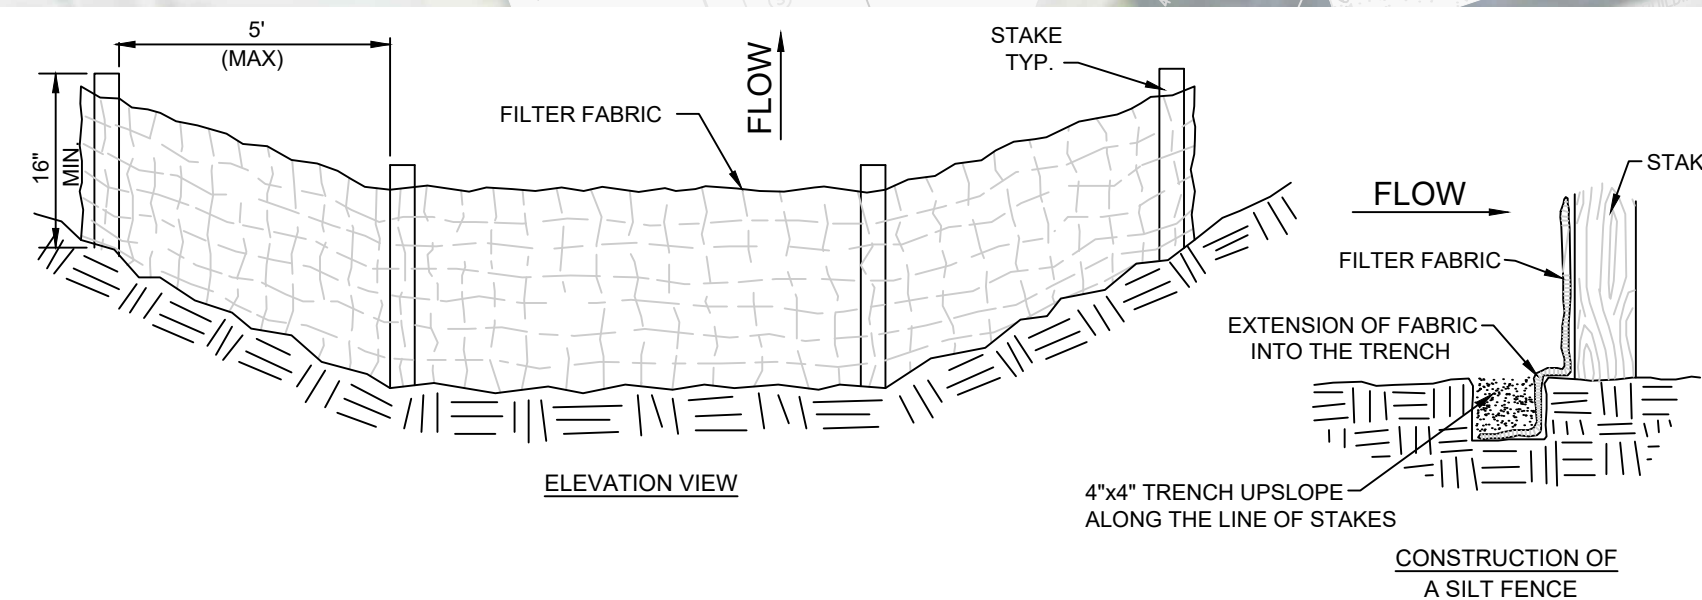 5'
(MAX)
16"
MIN.
FILTER FABRIC
FLOW
STAKE
TYP.
ELEVATION VIEW
FLOW
STAK
FILTER FABRIC
EXTENSION OF FABRIC
INTO THE TRENCH
4"x4" TRENCH UPSLOPE
ALONG THE LINE OF STAKES
CONSTRUCTION OF
A SILT FENCE